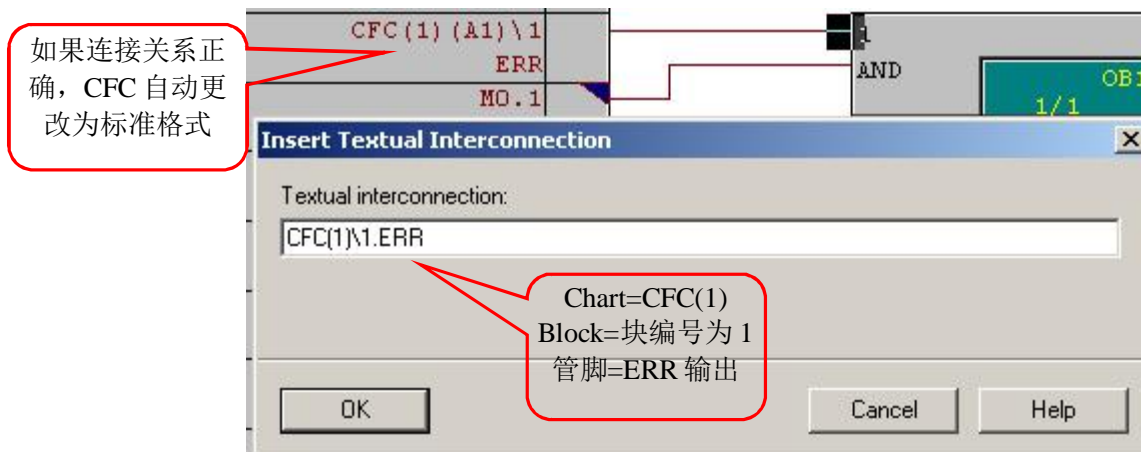 如果连接关系正
确，CFC 自动更
改为标准格式
CFC(1)(A1)\1
ERR
MO.1
1
AND
OB1
1/1
Insert Textual Interconnection
Textual interconnection:
CFC(1)\1.ERR
Chart=CFC(1)
Block=块编号为 1
管脚=ERR 输出
OK
Cancel
Help